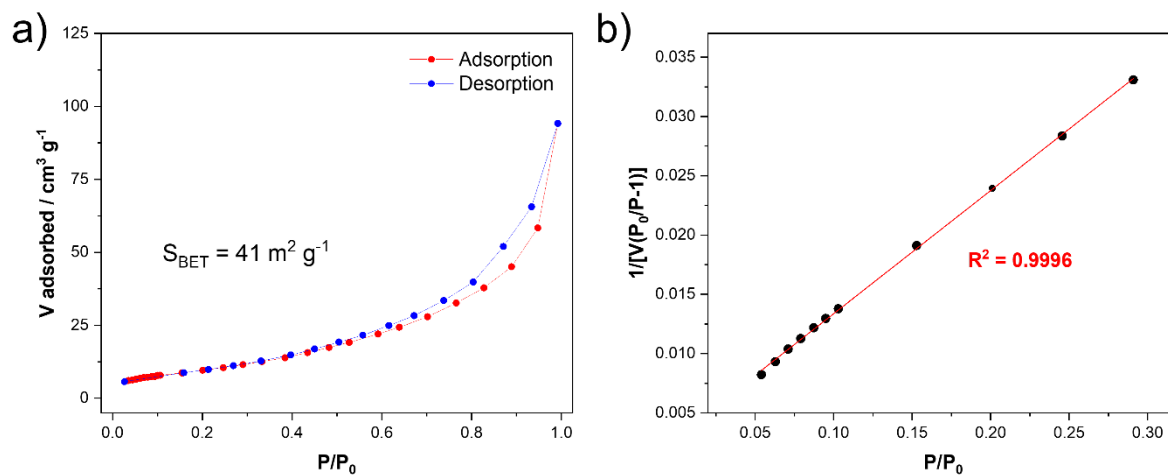 a)
V adsorbed / cm³ g⁻¹
125
100
75
50
25
0
Adsorption
Desorption
S_BET = 41 m² g⁻¹
0.0 0.2 0.4 0.6 0.8 1.0
P/P₀
b)
1/[V(P₀/P-1)]
0.035
0.030
0.025
0.020
0.015
0.010
0.005
R² = 0.9996
0.05 0.10 0.15 0.20 0.25 0.30
P/P₀